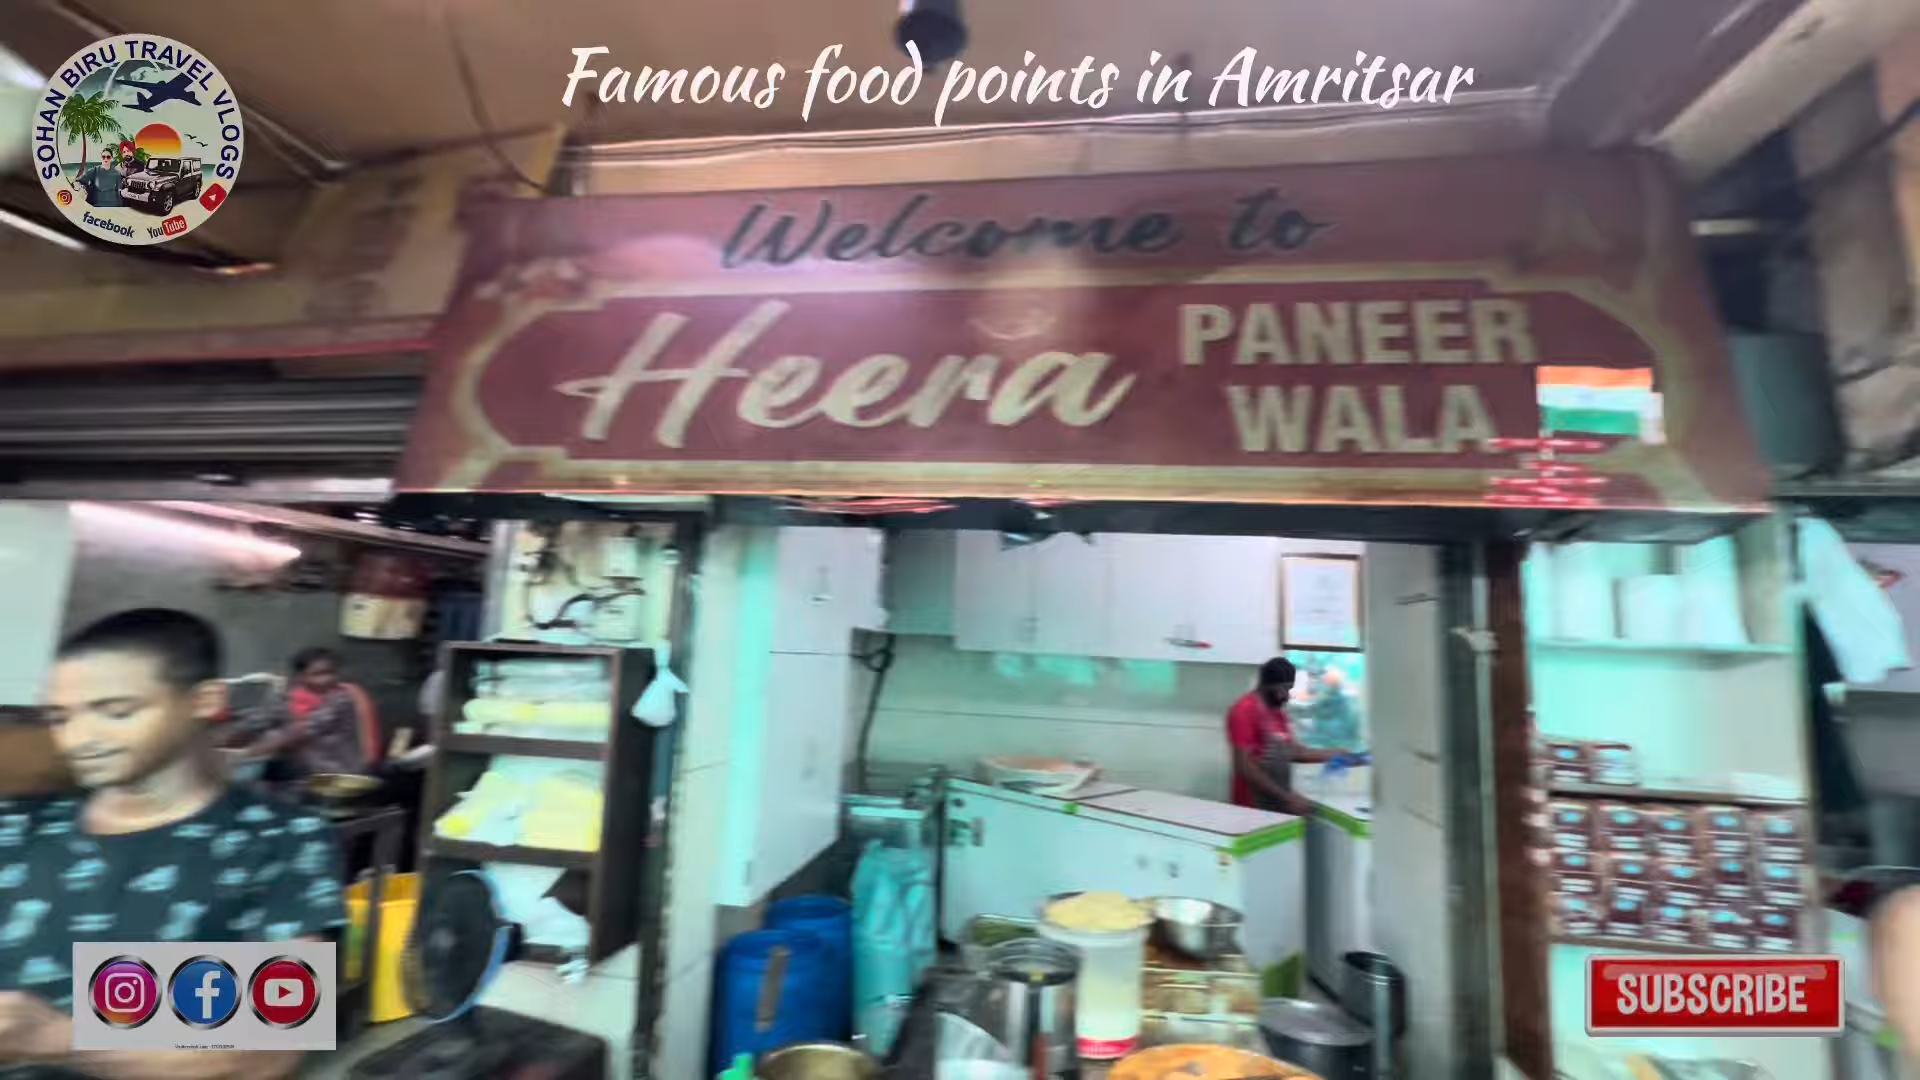 SOHAN BIRU TRAVEL VLOGS
facebook YouTube
Famous food points in Amritsar
Welcome to
Heera PANEER
WALA
SUBSCRIBE